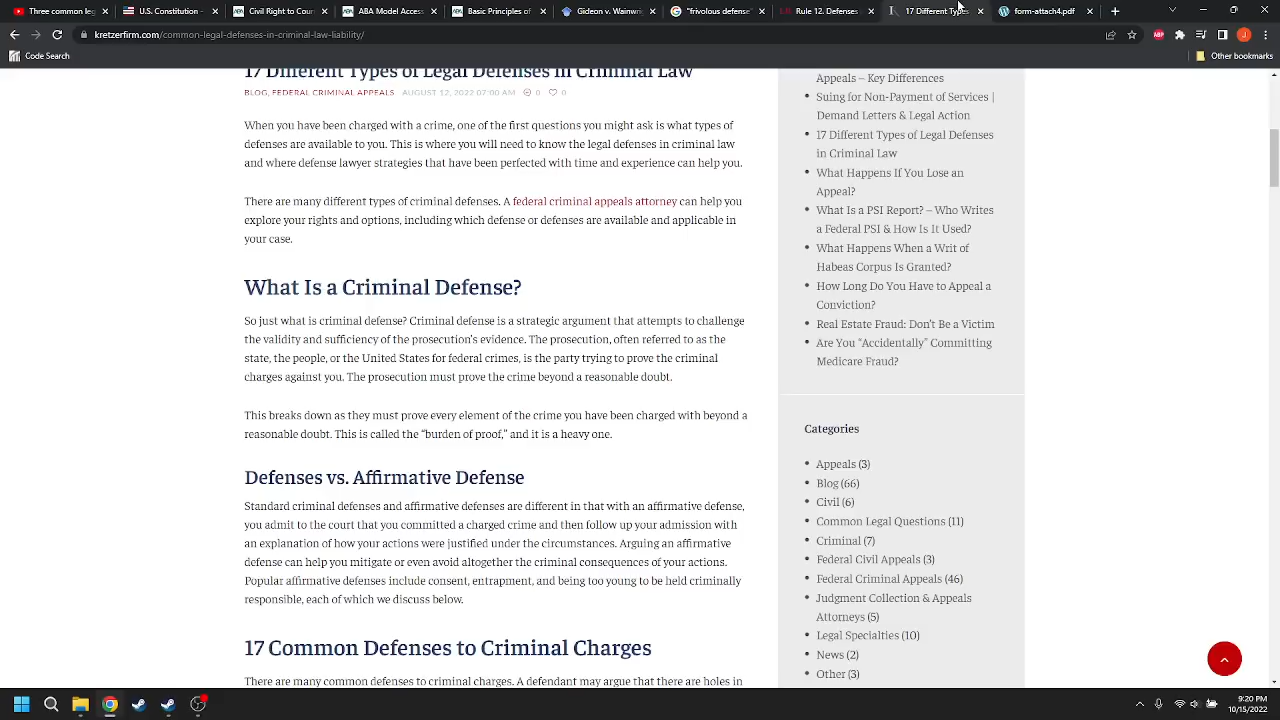 Three common law f
U.S. Constitution:
Civil Right to Couns
ABA Model Access
Basic Principles of
Gideon v. Wainwrig
"frivolous defense"
Rule 12. Defenses
17 Different Types
form-attach4.pdf
kretzerfirm.com/common-legal-defenses-in-criminal-law-liability/
Code Search
Other bookmarks
17 Different Types of Legal Defenses in Criminal Law
BLOG, FEDERAL CRIMINAL APPEALS AUGUST 12, 2022 07:00 AM 0 0
When you have been charged with a crime, one of the first questions you might ask is what types of
defenses are available to you. This is where you will need to know the legal defenses in criminal law
and where defense lawyer strategies that have been perfected with time and experience can help you.
There are many different types of criminal defenses. A federal criminal appeals attorney can help you
explore your rights and options, including which defense or defenses are available and applicable in
your case.
What Is a Criminal Defense?
So just what is criminal defense? Criminal defense is a strategic argument that attempts to challenge
the validity and sufficiency of the prosecution's evidence. The prosecution, often referred to as the
state, the people, or the United States for federal crimes, is the party trying to prove the criminal
charges against you. The prosecution must prove the crime beyond a reasonable doubt.
This breaks down as they must prove every element of the crime you have been charged with beyond a
reasonable doubt. This is called the “burden of proof,” and it is a heavy one.
Defenses vs. Affirmative Defense
Standard criminal defenses and affirmative defenses are different in that with an affirmative defense,
you admit to the court that you committed a charged crime and then follow up your admission with
an explanation of how your actions were justified under the circumstances. Arguing an affirmative
defense can help you mitigate or even avoid altogether the criminal consequences of your actions.
Popular affirmative defenses include consent, entrapment, and being too young to be held criminally
responsible, each of which we discuss below.
17 Common Defenses to Criminal Charges
There are many common defenses to criminal charges. A defendant may argue that there are holes in
Appeals – Key Differences
Suing for Non-Payment of Services |
Demand Letters & Legal Action
17 Different Types of Legal Defenses
in Criminal Law
What Happens If You Lose an
Appeal?
What Is a PSI Report? – Who Writes
a Federal PSI & How Is It Used?
What Happens When a Writ of
Habeas Corpus Is Granted?
How Long Do You Have to Appeal a
Conviction?
Real Estate Fraud: Don't Be a Victim
Are You “Accidentally” Committing
Medicare Fraud?
Categories
Appeals (3)
Blog (66)
Civil (6)
Common Legal Questions (11)
Criminal (7)
Federal Civil Appeals (3)
Federal Criminal Appeals (46)
Judgment Collection & Appeals
Attorneys (5)
Legal Specialties (10)
News (2)
Other (3)
9:20 PM
10/15/2022